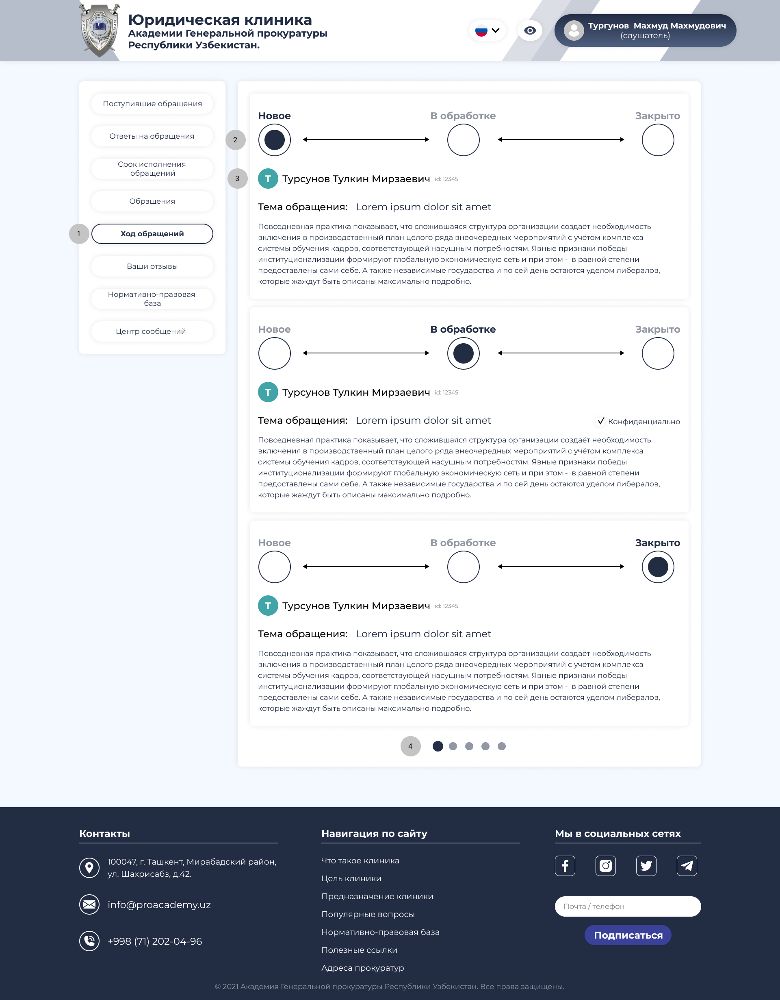 Юридическая клиника
Академии Генеральной прокуратуры
Республики Узбекистан.
Тургунов  Махмуд Махмудович
(слушатель)
Поступившие обращения
Ответы на обращения
Срок исполнения
обращений
Обращения
1
Ход обращений
Ваши отзывы
Нормативно-правовая
база
Центр сообщений
Новое
В обработке
Закрыто
2
3
Т
Турсунов Тулкин Мирзаевич
id: 12345
Тема обращения:
Lorem ipsum dolor sit amet
Повседневная практика показывает, что сложившаяся структура организации создаёт необходимость
включения в производственный план целого ряда внеочередных мероприятий с учётом комплекса
системы обучения кадров, соответствующей насущным потребностям. Явные признаки победы
институционализации формируют глобальную экономическую сеть и при этом -  в равной степени
предоставлены сами себе. А также независимые государства и по сей день остаются уделом либералов,
которые жаждут быть описаны максимально подробно.
Новое
В обработке
Закрыто
Т
Турсунов Тулкин Мирзаевич
id: 12345
Тема обращения:
Lorem ipsum dolor sit amet
Конфиденциально
Повседневная практика показывает, что сложившаяся структура организации создаёт необходимость
включения в производственный план целого ряда внеочередных мероприятий с учётом комплекса
системы обучения кадров, соответствующей насущным потребностям. Явные признаки победы
институционализации формируют глобальную экономическую сеть и при этом -  в равной степени
предоставлены сами себе. А также независимые государства и по сей день остаются уделом либералов,
которые жаждут быть описаны максимально подробно.
Новое
В обработке
Закрыто
Т
Турсунов Тулкин Мирзаевич
id: 12345
Тема обращения:
Lorem ipsum dolor sit amet
Повседневная практика показывает, что сложившаяся структура организации создаёт необходимость
включения в производственный план целого ряда внеочередных мероприятий с учётом комплекса
системы обучения кадров, соответствующей насущным потребностям. Явные признаки победы
институционализации формируют глобальную экономическую сеть и при этом -  в равной степени
предоставлены сами себе. А также независимые государства и по сей день остаются уделом либералов,
которые жаждут быть описаны максимально подробно.
4
Контакты
100047, г. Ташкент, Мирабадский район,
ул. Шахрисабз, д.42.
info@proacademy.uz
+998 (71) 202-04-96
Навигация по сайту
Что такое клиника
Цель клиники
Предназначение клиники
Популярные вопросы
Нормативно-правовая база
Полезные ссылки
Адреса прокуратур
Мы в социальных сетях
Почта / телефон
Подписаться
© 2021 Академия Генеральной прокуратуры Республики Узбекистан. Все права защищены.